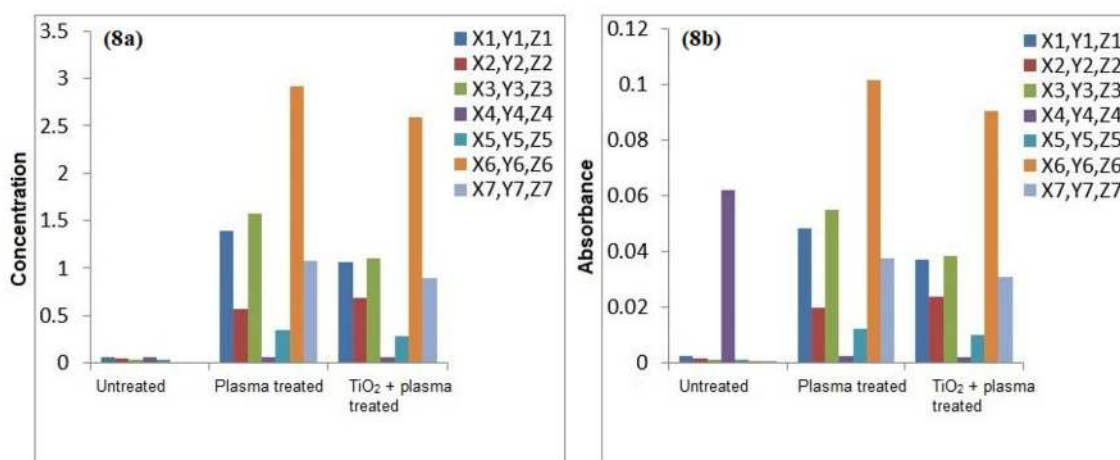 (8a)
3.5
3
2.5
2
1.5
1
0.5
0
Concentration
Untreated
Plasma treated
TiO₂ + plasma
treated
X1,Y1,Z1
X2,Y2,Z2
X3,Y3,Z3
X4,Y4,Z4
X5,Y5,Z5
X6,Y6,Z6
X7,Y7,Z7
(8b)
0.12
0.1
0.08
0.06
0.04
0.02
0
Absorbance
Untreated
Plasma treated
TiO₂ + plasma
treated
X1,Y1,Z1
X2,Y2,Z2
X3,Y3,Z3
X4,Y4,Z4
X5,Y5,Z5
X6,Y6,Z6
X7,Y7,Z7